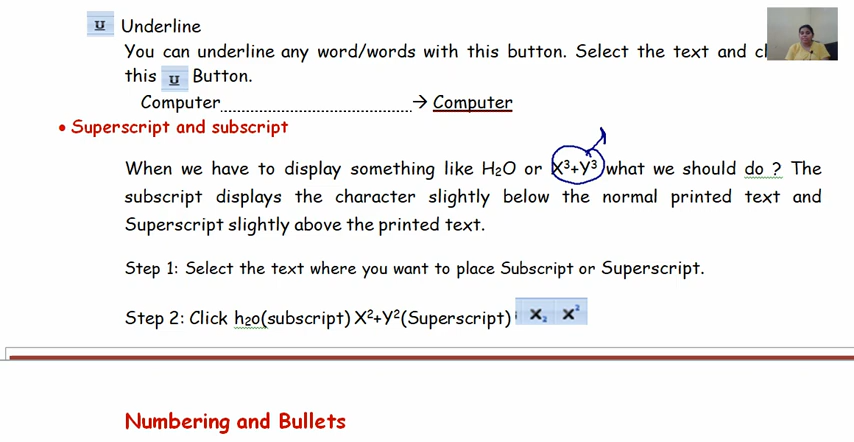 U Underline
You can underline any word/words with this button. Select the text and
this U Button.
Computer................................................→ Computer
• Superscript and subscript
When we have to display something like H₂O or X³+Y³ what we should do ? The
subscript displays the character slightly below the normal printed text and
Superscript slightly above the printed text.
Step 1: Select the text where you want to place Subscript or Superscript.
Step 2: Click h₂o(subscript) X²+Y²(Superscript) X₂ X²
Numbering and Bullets